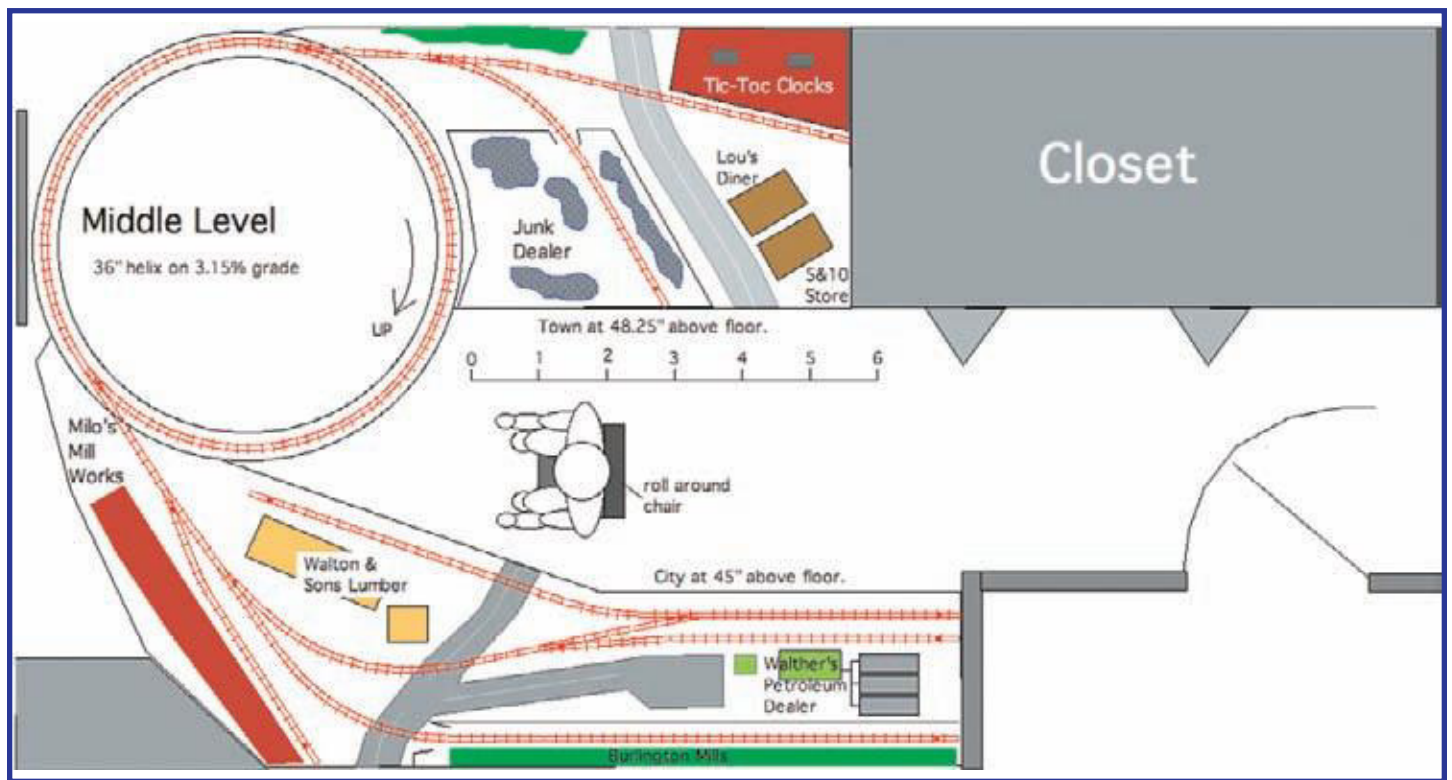 Tic-Toc Clocks
Closet
Lou's
Diner
Middle Level
36" helix on 3.15% grade
Junk
Dealer
5&10
Store
UP
Town at 48.25" above floor.
0 1 2 3 4 5 6
Milo's
Mill
Works
roll around
chair
Walton &
Sons Lumber
City at 45" above floor.
Walther's
Petroleum
Dealer
Burlington Mills